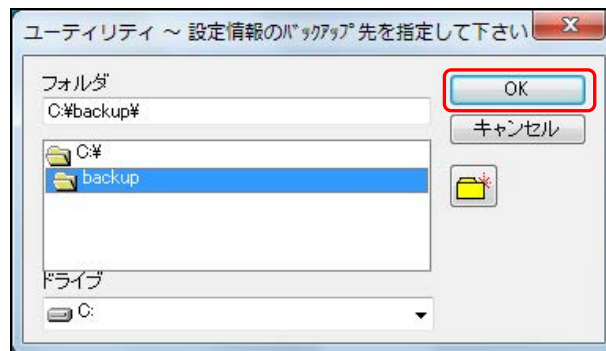 ユーティリティ ～ 設定情報のﾊﾞｯｸｱｯﾌﾟ先を指定して下さい
フォルダ
C:¥backup¥
C:¥
backup
ドライブ
C:
OK
キャンセル